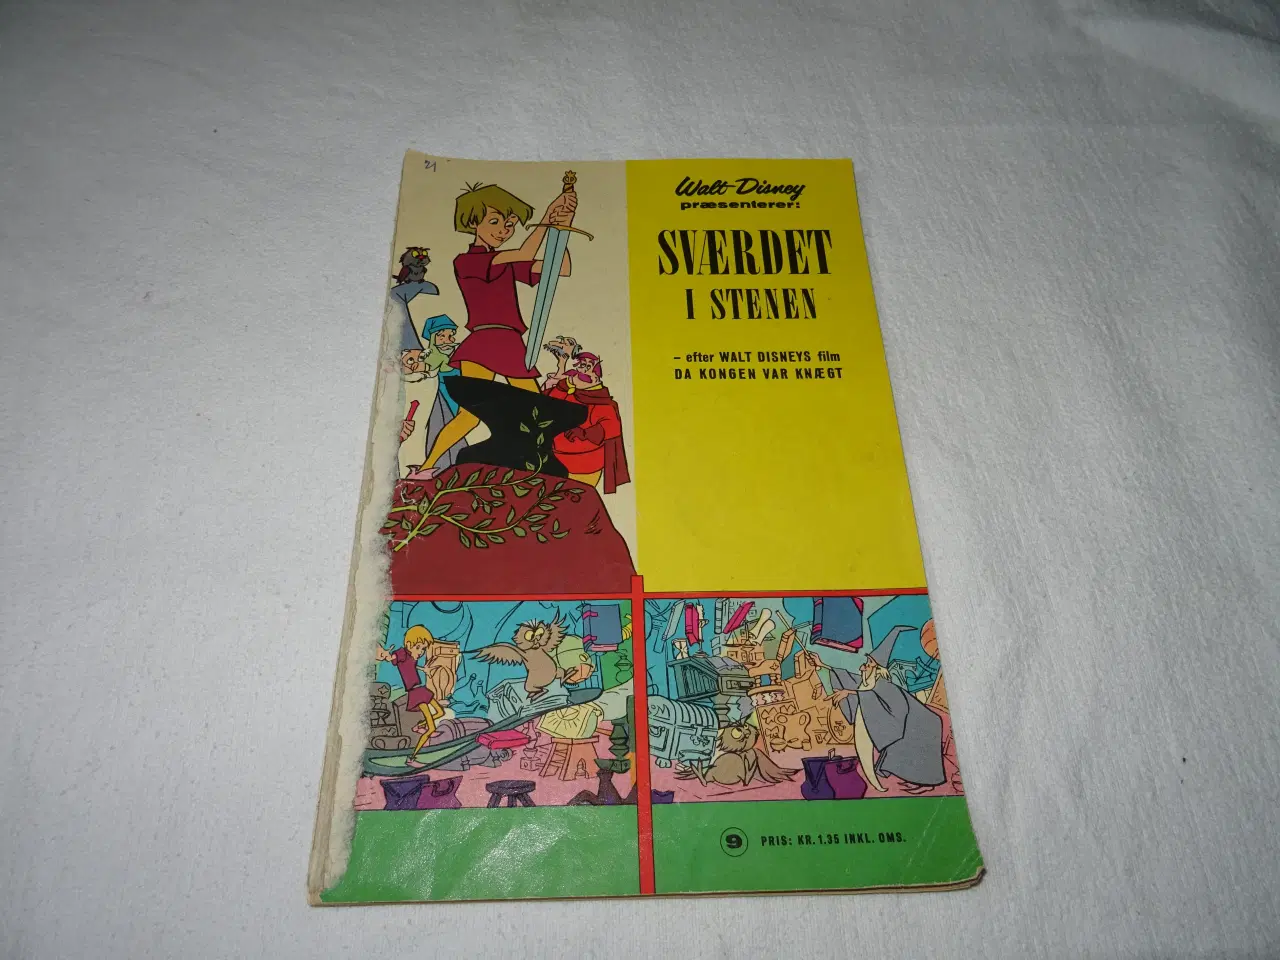 21
Walt Disney
præsenterer:
SVÆRDET
I STENEN
– efter WALT DISNEYS film
DA KONGEN VAR KNÆGT
9 PRIS: KR. 1.35 INKL. OMS.